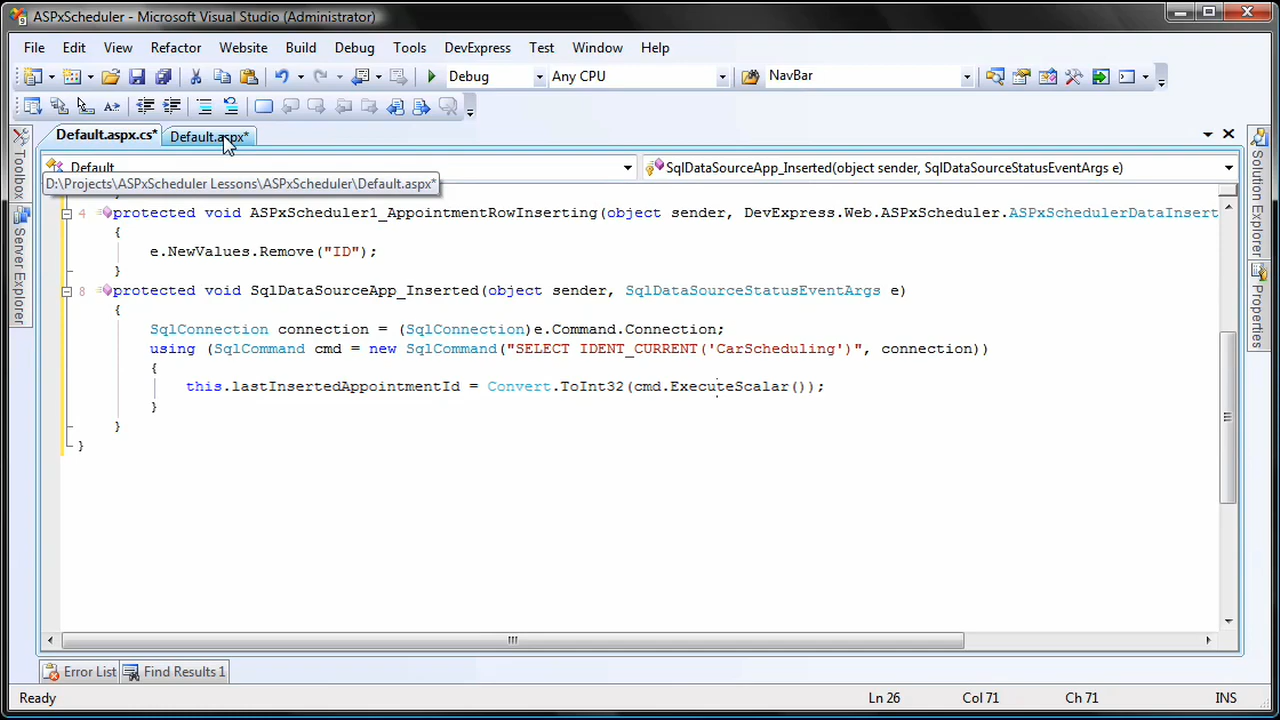 ASPxScheduler - Microsoft Visual Studio (Administrator)
File Edit View Refactor Website Build Debug Tools DevExpress Test Window Help
Debug Any CPU NavBar
Default.aspx.cs* Default.aspx*
Default SqlDataSourceApp_Inserted(object sender, SqlDataSourceStatusEventArgs e)
D:\Projects\ASPxScheduler Lessons\ASPxScheduler\Default.aspx*
4 protected void ASPxScheduler1_AppointmentRowInserting(object sender, DevExpress.Web.ASPxScheduler.ASPxSchedulerDataInsert
{
e.NewValues.Remove("ID");
}
8 protected void SqlDataSourceApp_Inserted(object sender, SqlDataSourceStatusEventArgs e)
{
SqlConnection connection = (SqlConnection)e.Command.Connection;
using (SqlCommand cmd = new SqlCommand("SELECT IDENT_CURRENT('CarScheduling')", connection))
{
this.lastInsertedAppointmentId = Convert.ToInt32(cmd.ExecuteScalar());
}
}
}
Toolbox
Server Explorer
Solution Explorer
Properties
Error List Find Results 1
Ready Ln 26 Col 71 Ch 71 INS